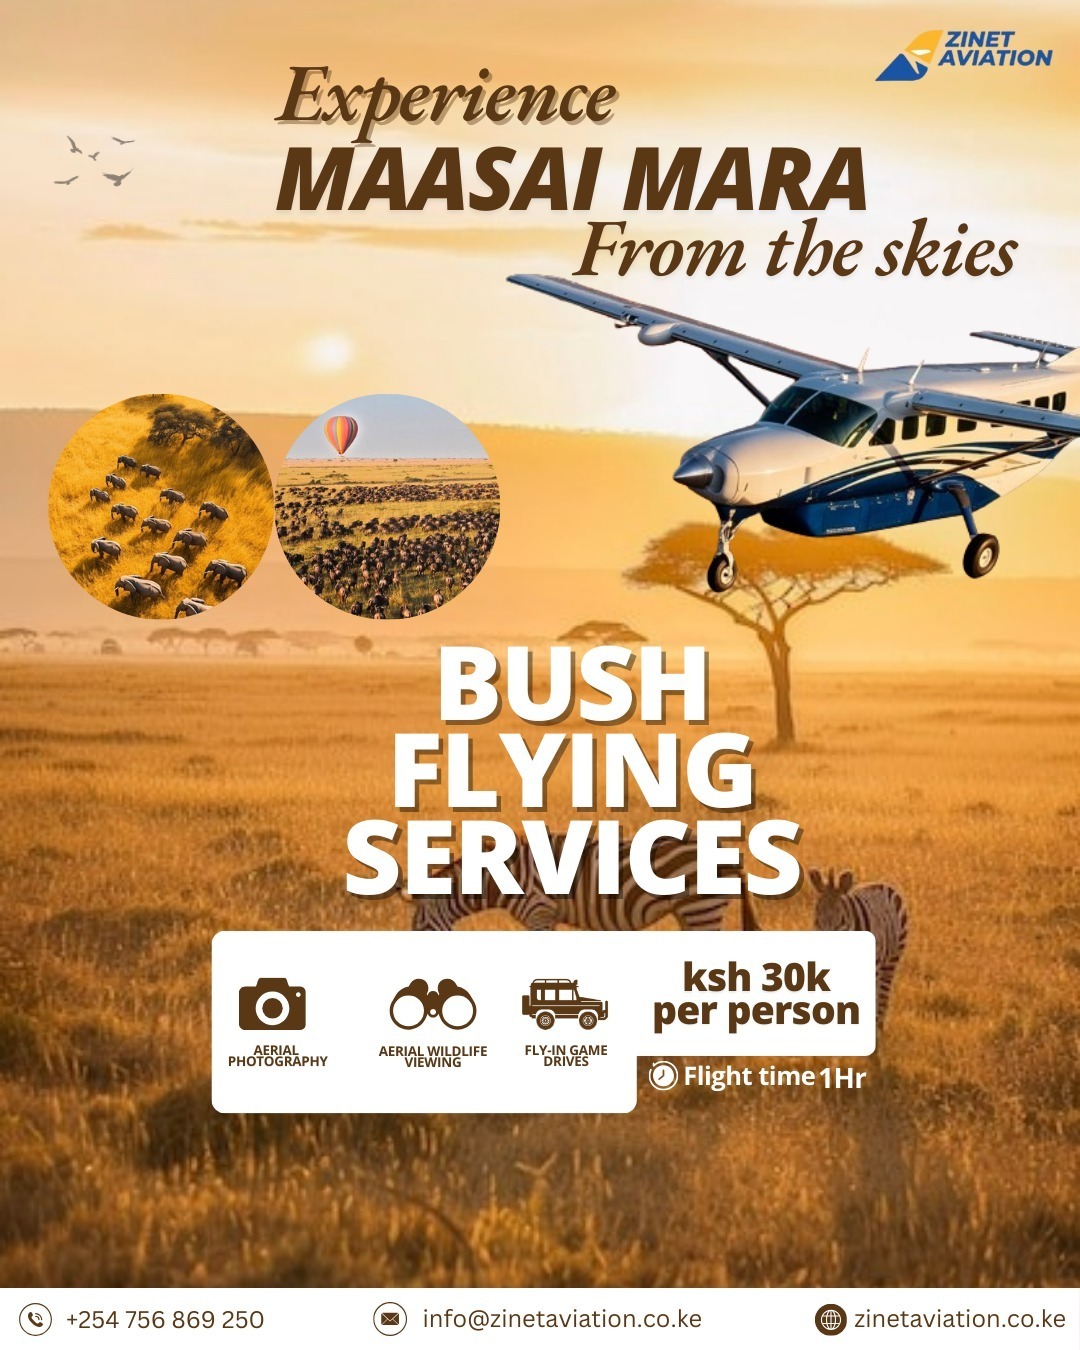 ZINET
AVIATION
Experience
MAASAI MARA
From the skies
BUSH
FLYING
SERVICES
AERIAL
PHOTOGRAPHY
AERIAL WILDLIFE
VIEWING
FLY-IN GAME
DRIVES
ksh 30k
per person
Flight time 1Hr
+254 756 869 250
info@zinetaviation.co.ke
zinetaviation.co.ke